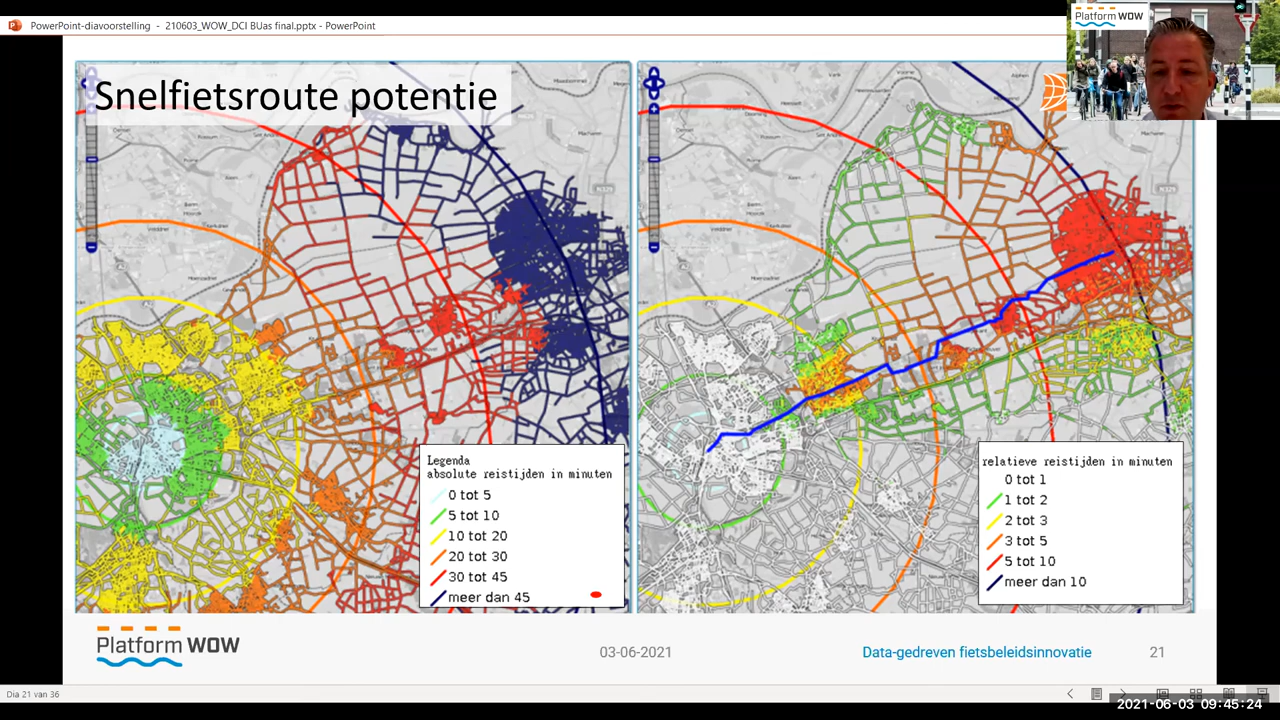 PowerPoint-diavoorstelling - 210603_WOW_DCI BUas final.pptx - PowerPoint
Platform WOW
Snelfietsroute potentie
N329
N329
Legenda
absolute reistijden in minuten
0 tot 5
5 tot 10
10 tot 20
20 tot 30
30 tot 45
meer dan 45
relatieve reistijden in minuten
0 tot 1
1 tot 2
2 tot 3
3 tot 5
5 tot 10
meer dan 10
Platform WOW
03-06-2021
Data-gedreven fietsbeleidsinnovatie
21
Dia 21 van 36
2021-06-03 09:45:24